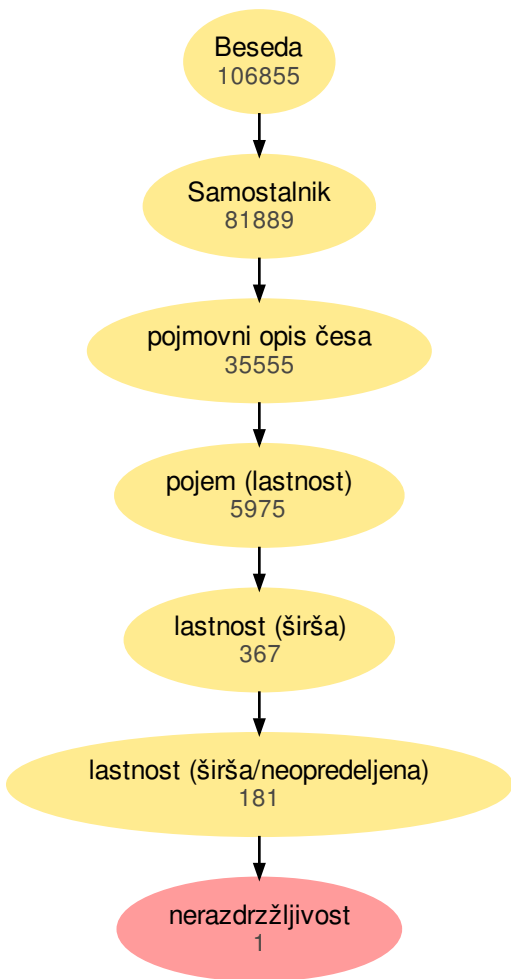 Beseda
106855
Samostalnik
81889
pojmovni opis česa
35555
pojem (lastnost)
5975
lastnost (širša)
367
lastnost (širša/neopredeljena)
181
nerazdrzžljivost
1